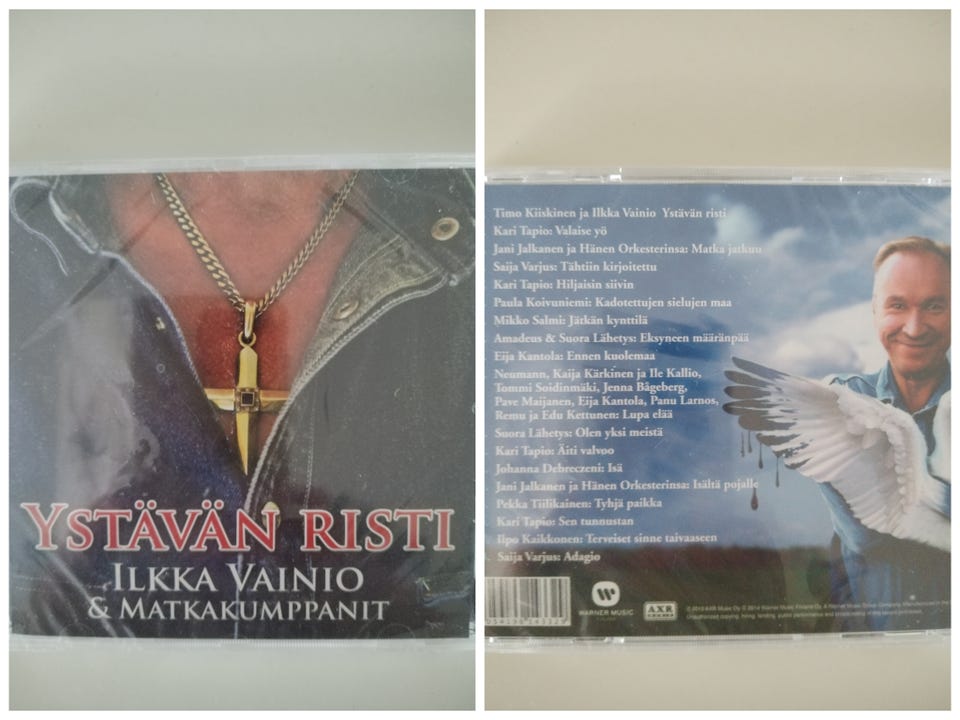 YSTÄVÄN RISTI
ILKKA VAINIO
& MATKAKUMPPANIT
Timo Kiiskinen ja Ilkka Vainio Ystävän risti
Kari Tapio: Valaise yö
Jani Jalkanen ja Hänen Orkesterinsa: Matka jatkuu
Saija Varjus: Tähtiin kirjoitettu
Kari Tapio: Hiljaisin siivin
Paula Koivuniemi: Kadotettujen sielujen maa
Mikko Salmi: Jätkän kynttilä
Amadeus & Suora Lähetys: Eksyneen määränpää
Eija Kantola: Ennen kuolemaa
Neumann, Kaija Kärkinen ja Ile Kallio,
Tommi Soidinmäki, Jenna Bågeberg,
Pave Maijanen, Eija Kantola, Panu Larnos,
Remu ja Edu Kettunen: Lupa elää
Suora Lähetys: Olen yksi meistä
Kari Tapio: Äiti valvoo
Johanna Debreczeni: Isä
Jani Jalkanen ja Hänen Orkesterinsa: Isältä pojalle
Pekka Tiilikainen: Tyhjä paikka
Kari Tapio: Sen tunnustan
Ilpo Kaikkonen: Terveiset sinne taivaaseen
Saija Varjus: Adagio
WARNER MUSIC
AXR